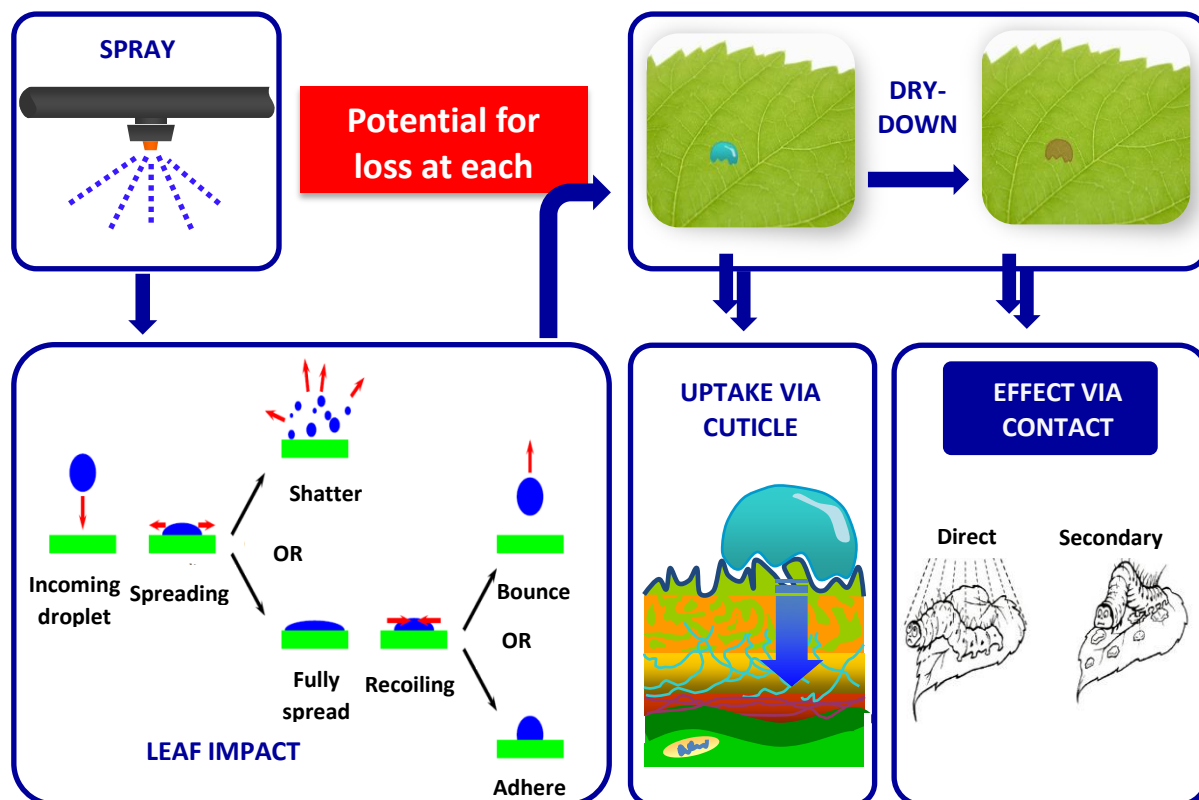 SPRAY
Potential for
loss at each
DRY-
DOWN
Shatter
OR
Incoming
droplet
Spreading
Bounce
OR
Fully
spread
Recoiling
Adhere
LEAF IMPACT
UPTAKE VIA
CUTICLE
EFFECT VIA
CONTACT
Direct
Secondary